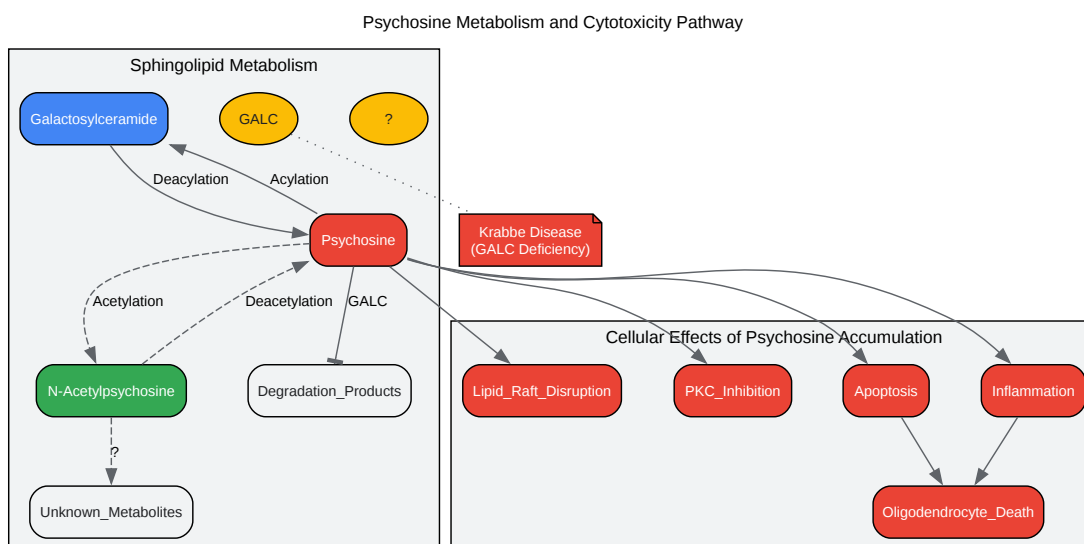 Psychosine Metabolism and Cytotoxicity Pathway
Sphingolipid Metabolism
Galactosylceramide
GALC
?
Deacylation
Acylation
Psychosine
Krabbe Disease
(GALC Deficiency)
Acetylation
Deacetylation
GALC
Cellular Effects of Psychosine Accumulation
N-Acetylpsychosine
Degradation_Products
Lipid_Raft_Disruption
PKC_Inhibition
Apoptosis
Inflammation
?
Unknown_Metabolites
Oligodendrocyte_Death